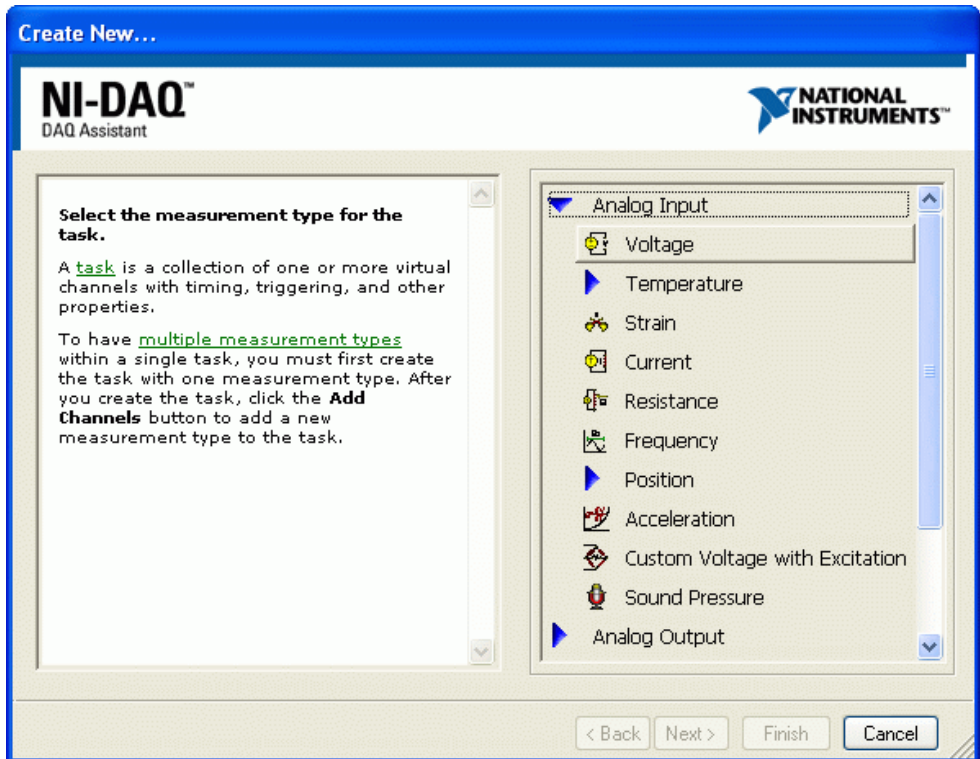 Create New...
NI-DAQ™
DAQ Assistant
NATIONAL
INSTRUMENTS™
Select the measurement type for the
task.
A task is a collection of one or more virtual
channels with timing, triggering, and other
properties.
To have multiple measurement types
within a single task, you must first create
the task with one measurement type. After
you create the task, click the Add
Channels button to add a new
measurement type to the task.
Analog Input
Voltage
Temperature
Strain
Current
Resistance
Frequency
Position
Acceleration
Custom Voltage with Excitation
Sound Pressure
Analog Output
< Back Next > Finish Cancel